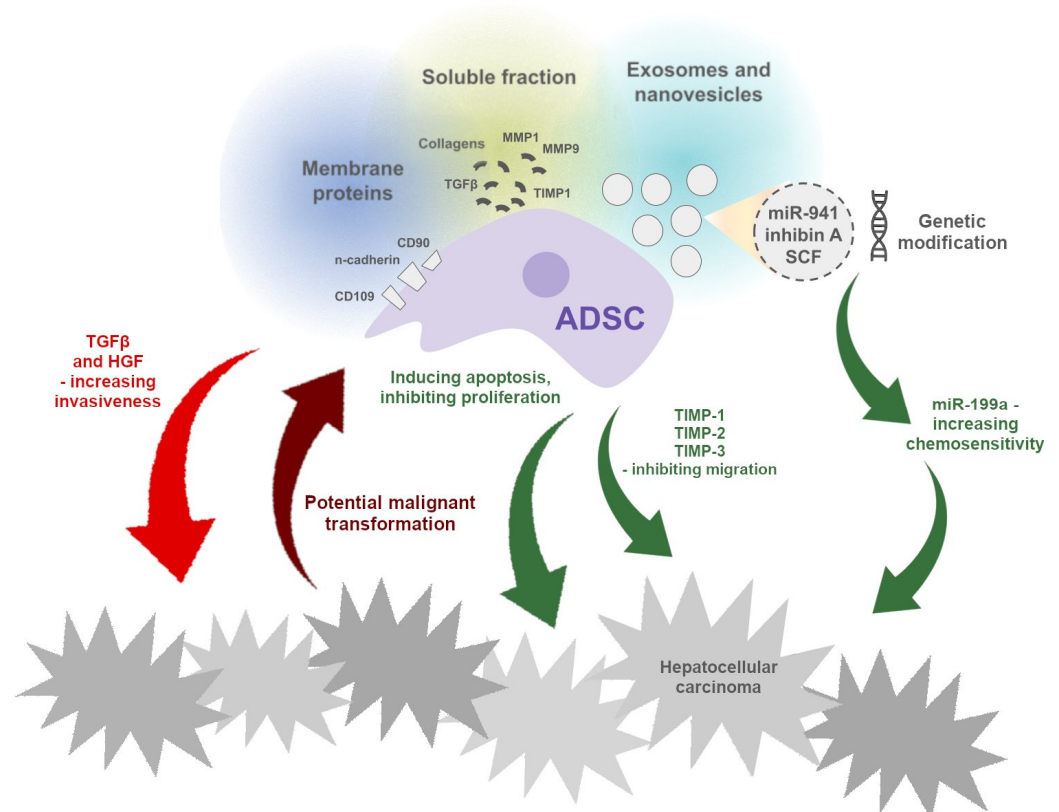 Soluble fraction
Exosomes and
nanovesicles
Membrane
proteins
Collagens
MMP1
MMP9
TGFβ
TIMP1
CD90
n-cadherin
CD109
miR-941
inhibin A
SCF
Genetic
modification
ADSC
TGFβ
and HGF
- increasing
invasiveness
Inducing apoptosis,
inhibiting proliferation
TIMP-1
TIMP-2
TIMP-3
- inhibiting migration
miR-199a -
increasing
chemosensitivity
Potential malignant
transformation
Hepatocellular
carcinoma